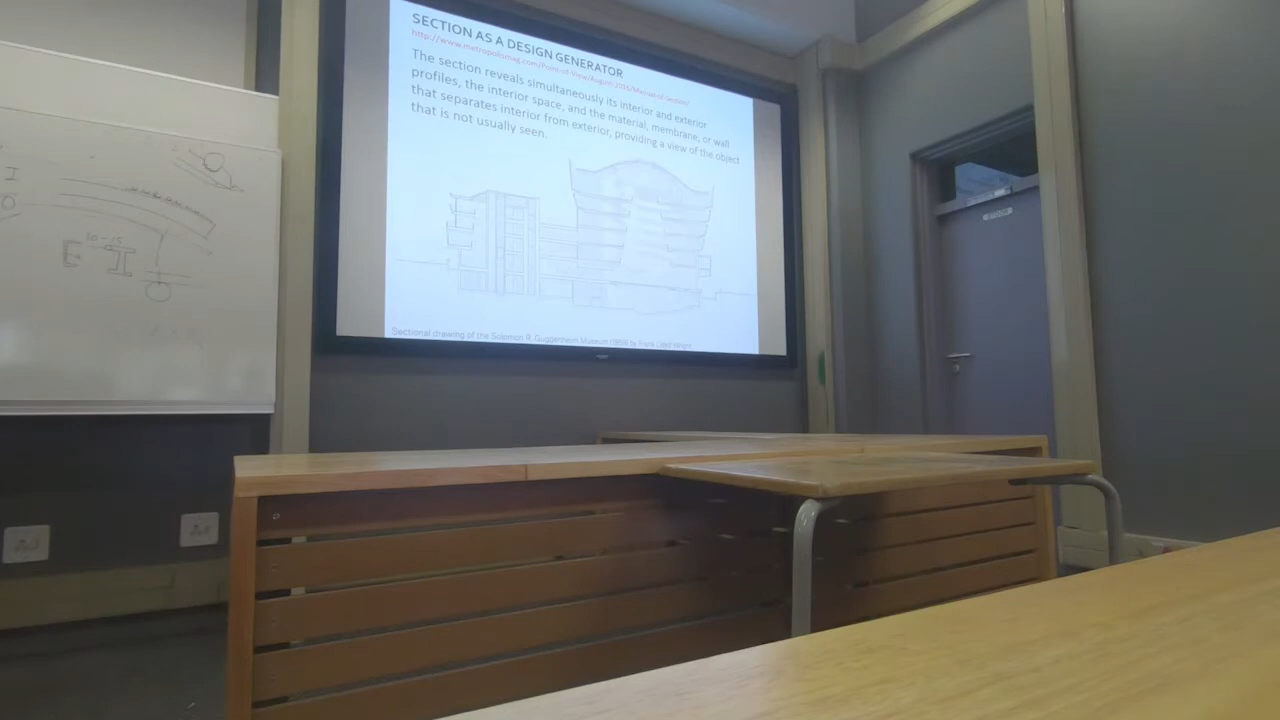 SECTION AS A DESIGN GENERATOR
http://www.metropolismag.com/Point-of-View/August-2016/Manual-of-Section/
The section reveals simultaneously its interior and exterior
profiles, the interior space, and the material, membrane, or wall
that separates interior from exterior, providing a view of the object
that is not usually seen.
Sectional drawing of the Solomon R. Guggenheim Museum (1959) by Frank Lloyd Wright
I
10-15